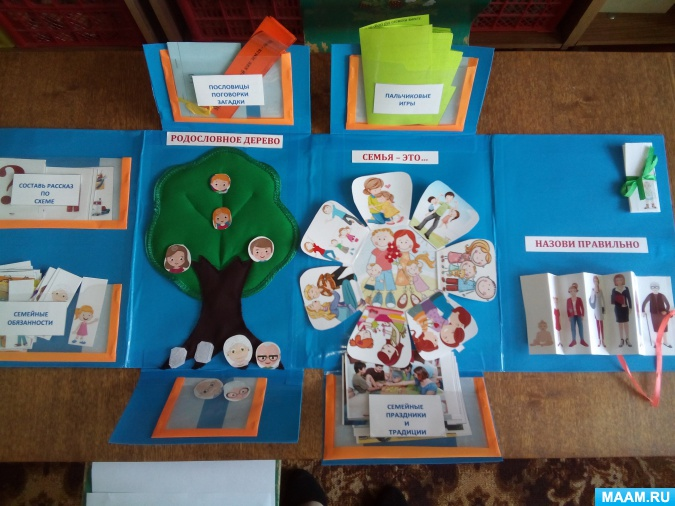 ПОСЛОВИЦЫ
ПОГОВОРКИ
ЗАГАДКИ
ПАЛЬЧИКОВЫЕ
ИГРЫ
РОДОСЛОВНОЕ ДЕРЕВО
СЕМЬЯ – ЭТО...
СОСТАВЬ РАССКАЗ
ПО
СХЕМЕ
НАЗОВИ ПРАВИЛЬНО
СЕМЕЙНЫЕ
ОБЯЗАННОСТИ
СЕМЕЙНЫЕ
ПРАЗДНИКИ
И
ТРАДИЦИИ
MAAM.RU